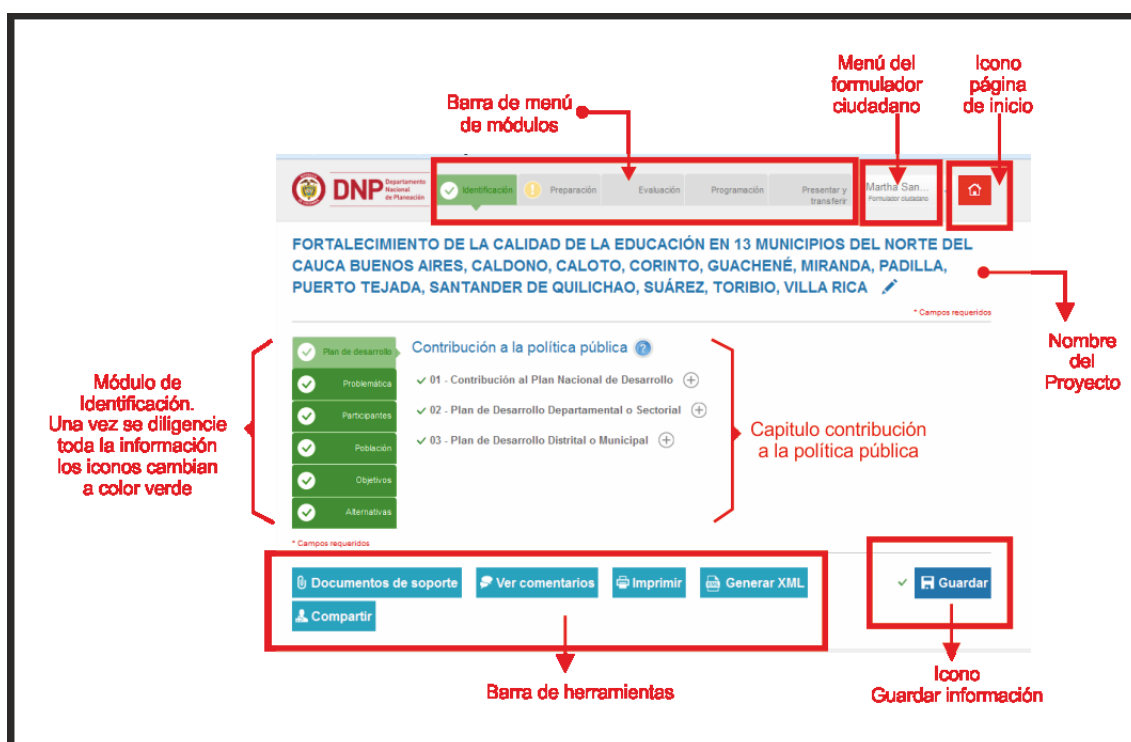 Menú del
formulador
ciudadano
Icono
página
de inicio
Barra de menú
de módulos
DNP Departamento
Nacional
de Planeación
Identificación
Preparación
Evaluación
Programación
Presentar y
transferir
Martha San...
Formulador ciudadano
FORTALECIMIENTO DE LA CALIDAD DE LA EDUCACIÓN EN 13 MUNICIPIOS DEL NORTE DEL
CAUCA BUENOS AIRES, CALDONO, CALOTO, CORINTO, GUACHENÉ, MIRANDA, PADILLA,
PUERTO TEJADA, SANTANDER DE QUILICHAO, SUÁREZ, TORIBIO, VILLA RICA
* Campos requeridos
Nombre
del
Proyecto
Módulo de
Identificación.
Una vez se diligencie
toda la información
los iconos cambian
a color verde
Plan de desarrollo
Problemática
Participantes
Población
Objetivos
Alternativas
Contribución a la política pública ?
01 - Contribución al Plan Nacional de Desarrollo
02 - Plan de Desarrollo Departamental o Sectorial
03 - Plan de Desarrollo Distrital o Municipal
Capitulo contribución
a la política pública
* Campos requeridos
Documentos de soporte
Ver comentarios
Imprimir
Generar XML
Guardar
Compartir
Barra de herramientas
Icono
Guardar información